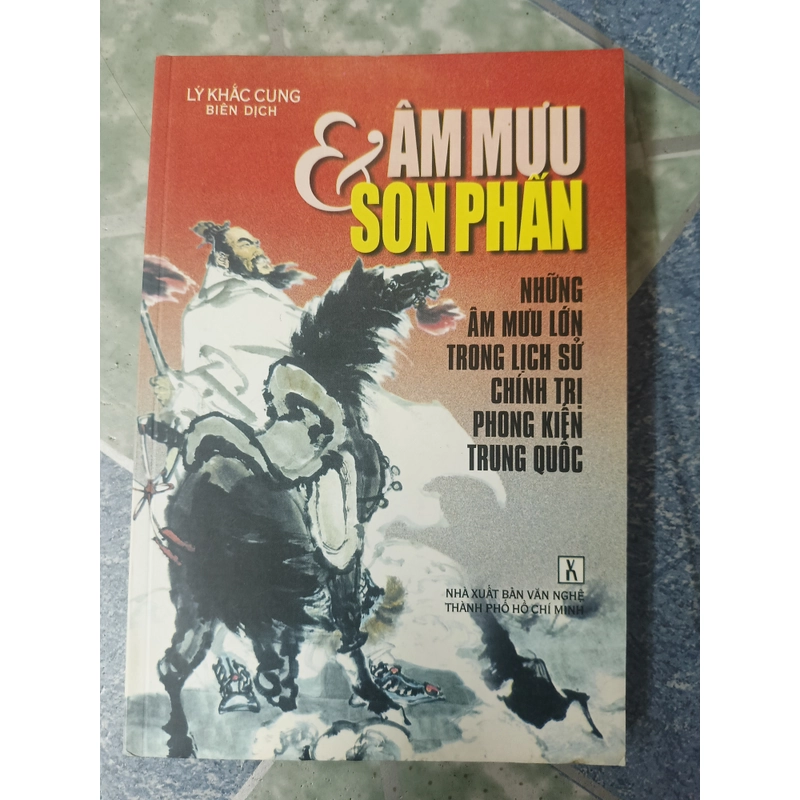 LÝ KHẮC CUNG
BIÊN DỊCH
ÂM MƯU
& SON PHẤN
NHỮNG
ÂM MƯU LỚN
TRONG LỊCH SỬ
CHÍNH TRỊ
PHONG KIẾN
TRUNG QUỐC
NHÀ XUẤT BẢN VĂN NGHỆ
THÀNH PHỐ HỒ CHÍ MINH